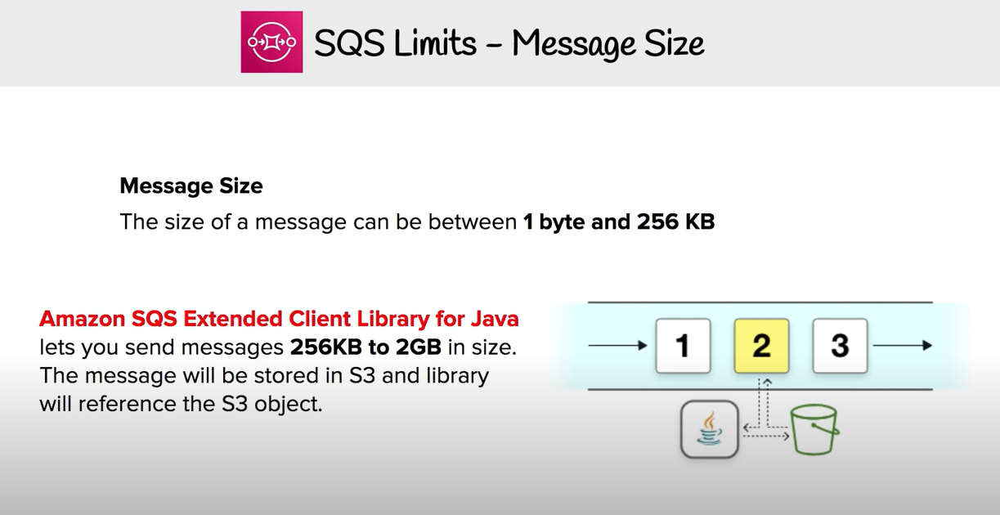 SQS Limits - Message Size
Message Size
The size of a message can be between 1 byte and 256 KB
Amazon SQS Extended Client Library for Java
lets you send messages 256KB to 2GB in size.
The message will be stored in S3 and library
will reference the S3 object.
1 2 3